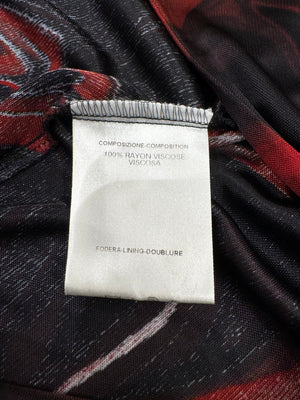 COMPOSIZIONE-COMPOSITION
100% RAYON VISCOSE
VISCOSA
FODERA-LINING-DOUBLURE